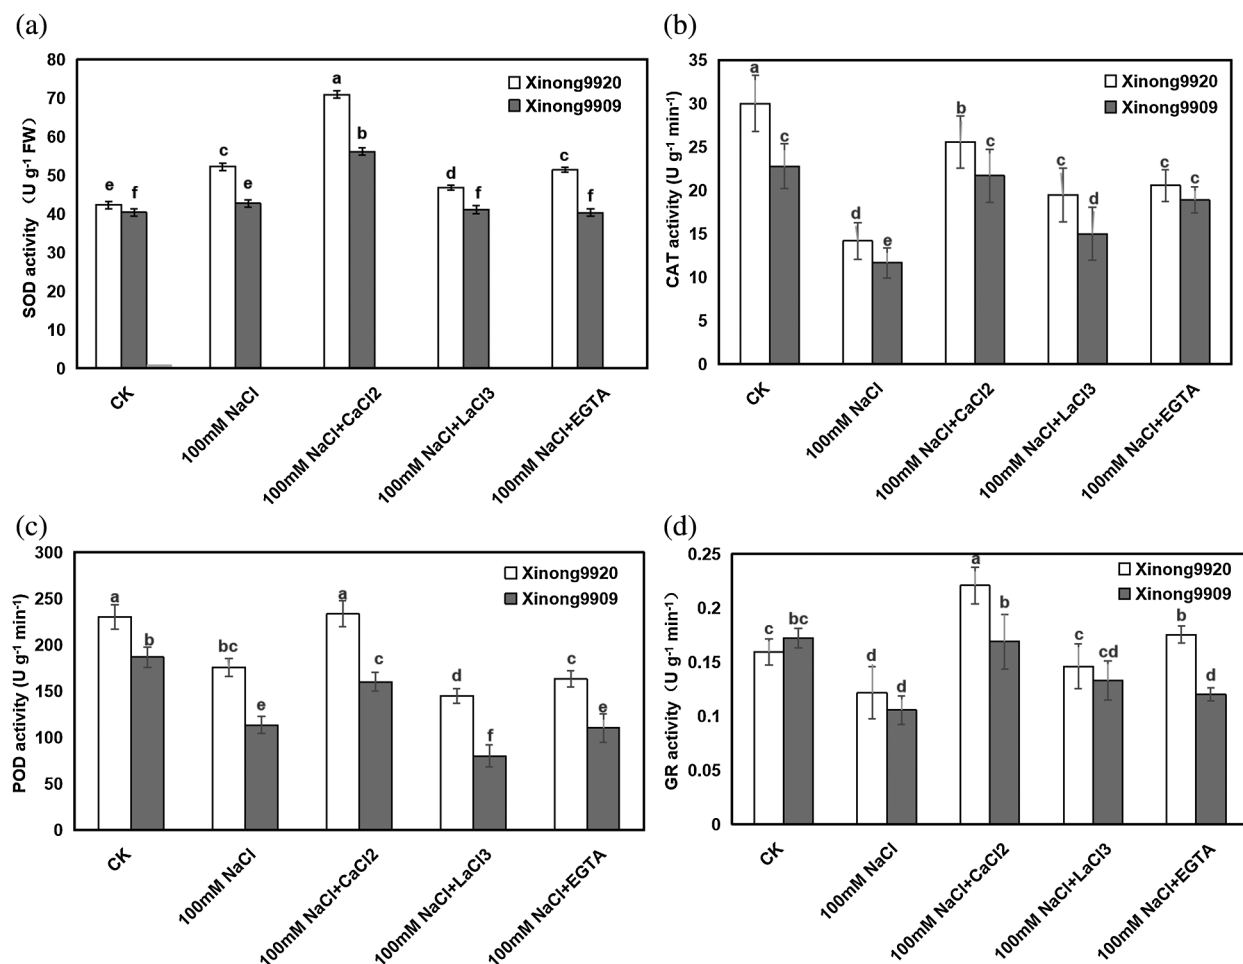 (a)
80
70
60
50
40
30
20
10
0
SOD activity（U g-1 FW）
Xinong9920
Xinong9909
e f c e a b d f c f
CK
100mM NaCl
100mM NaCl+CaCl2
100mM NaCl+LaCl3
100mM NaCl+EGTA
(b)
35
30
25
20
15
10
5
0
CAT activity (U g-1 min-1)
Xinong9920
Xinong9909
a c d e b c c d c c
CK
100mM NaCl
100mM NaCl+CaCl2
100mM NaCl+LaCl3
100mM NaCl+EGTA
(c)
300
250
200
150
100
50
0
POD activity (U g-1 min-1)
Xinong9920
Xinong9909
a b bc e a c d f c e
CK
100mM NaCl
100mM NaCl+CaCl2
100mM NaCl+LaCl3
100mM NaCl+EGTA
(d)
0.25
0.2
0.15
0.1
0.05
0
GR activity（U g-1 min-1）
Xinong9920
Xinong9909
c bc d d a b c cd b d
CK
100mM NaCl
100mM NaCl+CaCl2
100mM NaCl+LaCl3
100mM NaCl+EGTA